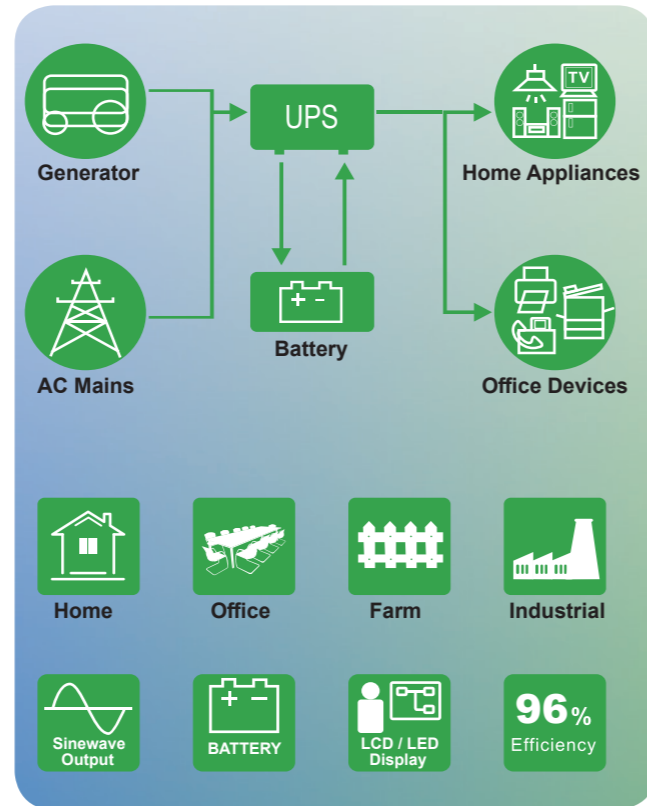 UPS
TV
Generator
Home Appliances
+ -
Battery
AC Mains
Office Devices
Home
Office
Farm
Industrial
Sinewave
Output
+ -
BATTERY
LCD / LED
Display
96%
Efficiency